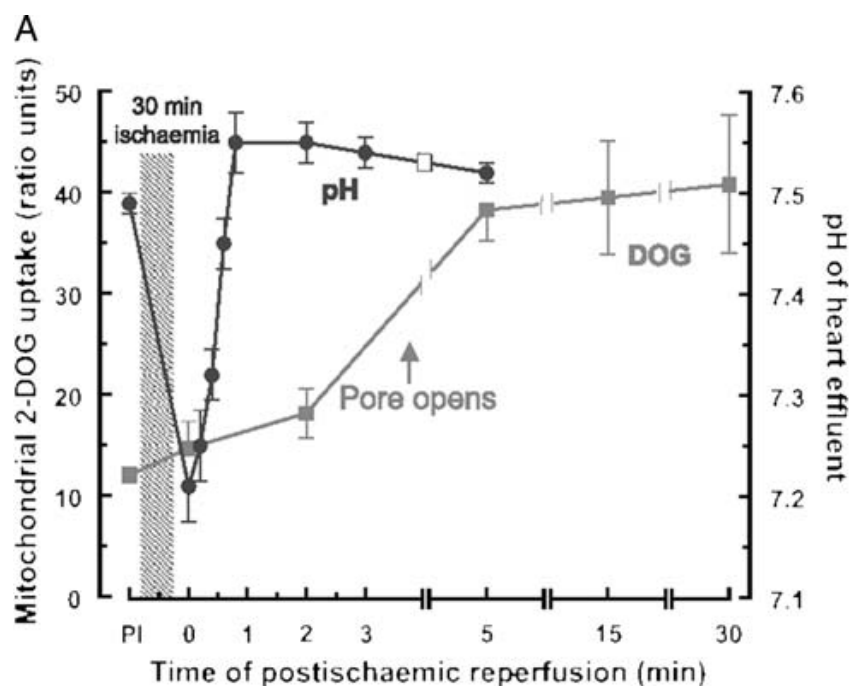 A
Mitochondrial 2-DOG uptake (ratio units)
50
40
30
20
10
0
30 min
ischaemia
pH
DOG
Pore opens
7.6
7.5
7.4
7.3
7.2
7.1
pH of heart effluent
PI 0 1 2 3 5 15 30
Time of postischaemic reperfusion (min)